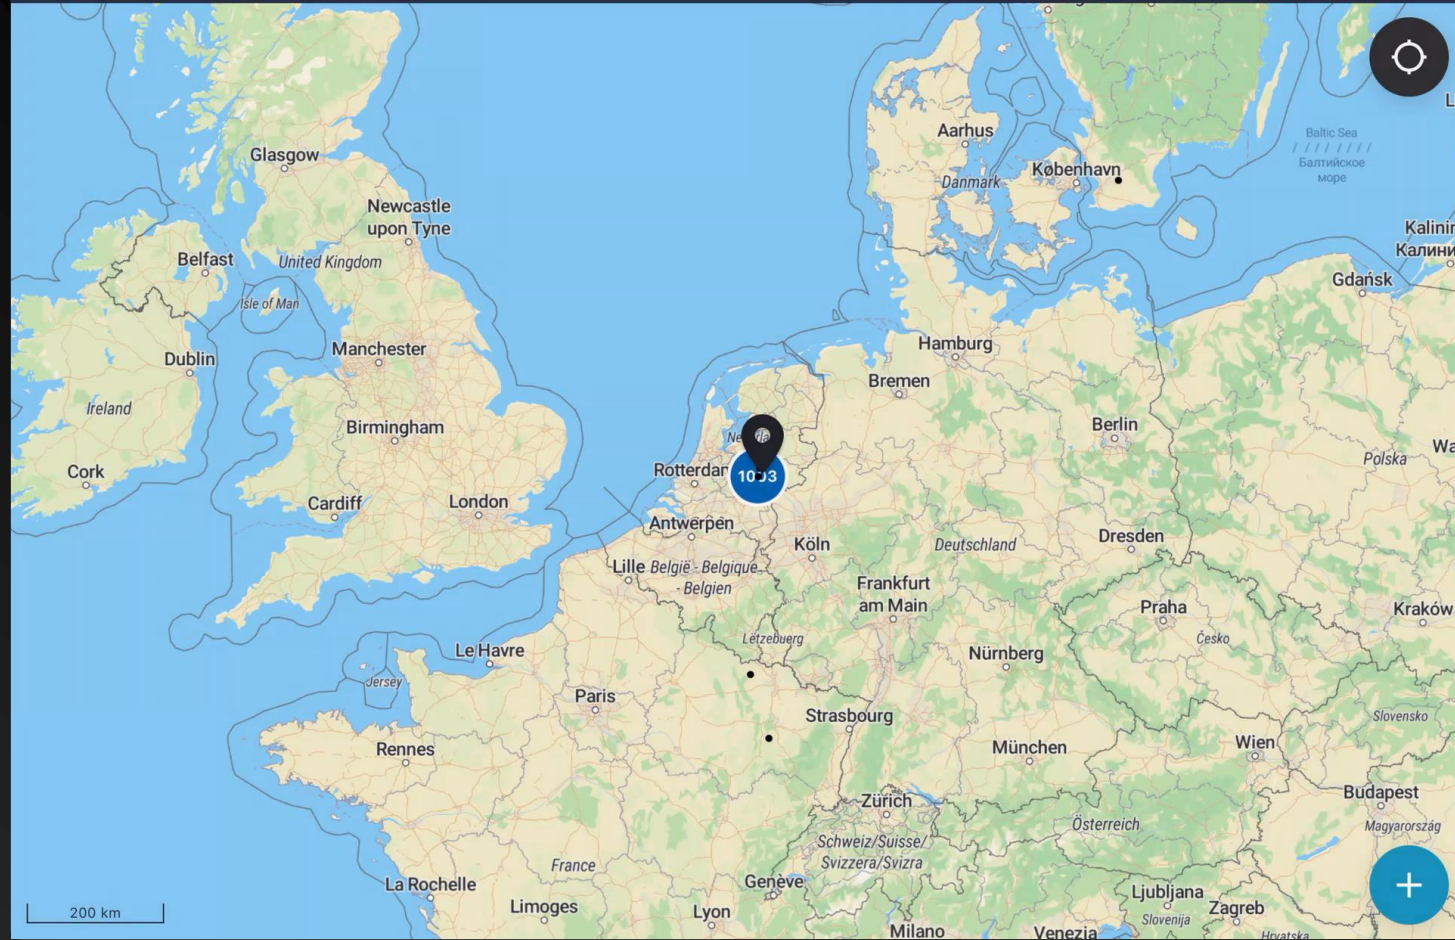 Baltic Sea
Балтийское
море
Glasgow
Aarhus
København
Danmark
Newcastle
upon Tyne
Belfast
United Kingdom
Isle of Man
Gdańsk
Dublin
Manchester
Hamburg
Bremen
Ireland
Birmingham
Berlin
Polska
Cork
Rotterda
Cardiff
London
Antwerpen
Köln
Deutschland
Dresden
Lille
België - Belgique
- Belgien
Frankfurt
am Main
Praha
Kraków
Lëtzebuerg
Česko
Le Havre
Nürnberg
Jersey
Paris
Strasbourg
Slovensko
Rennes
München
Wien
Zürich
Budapest
Österreich
Magyarország
Schweiz/Suisse/
Svizzera/Svizra
France
La Rochelle
Genève
Ljubljana
Limoges
Lyon
Slovenija
Zagreb
Milano
Venezia
Hrvatska
200 km